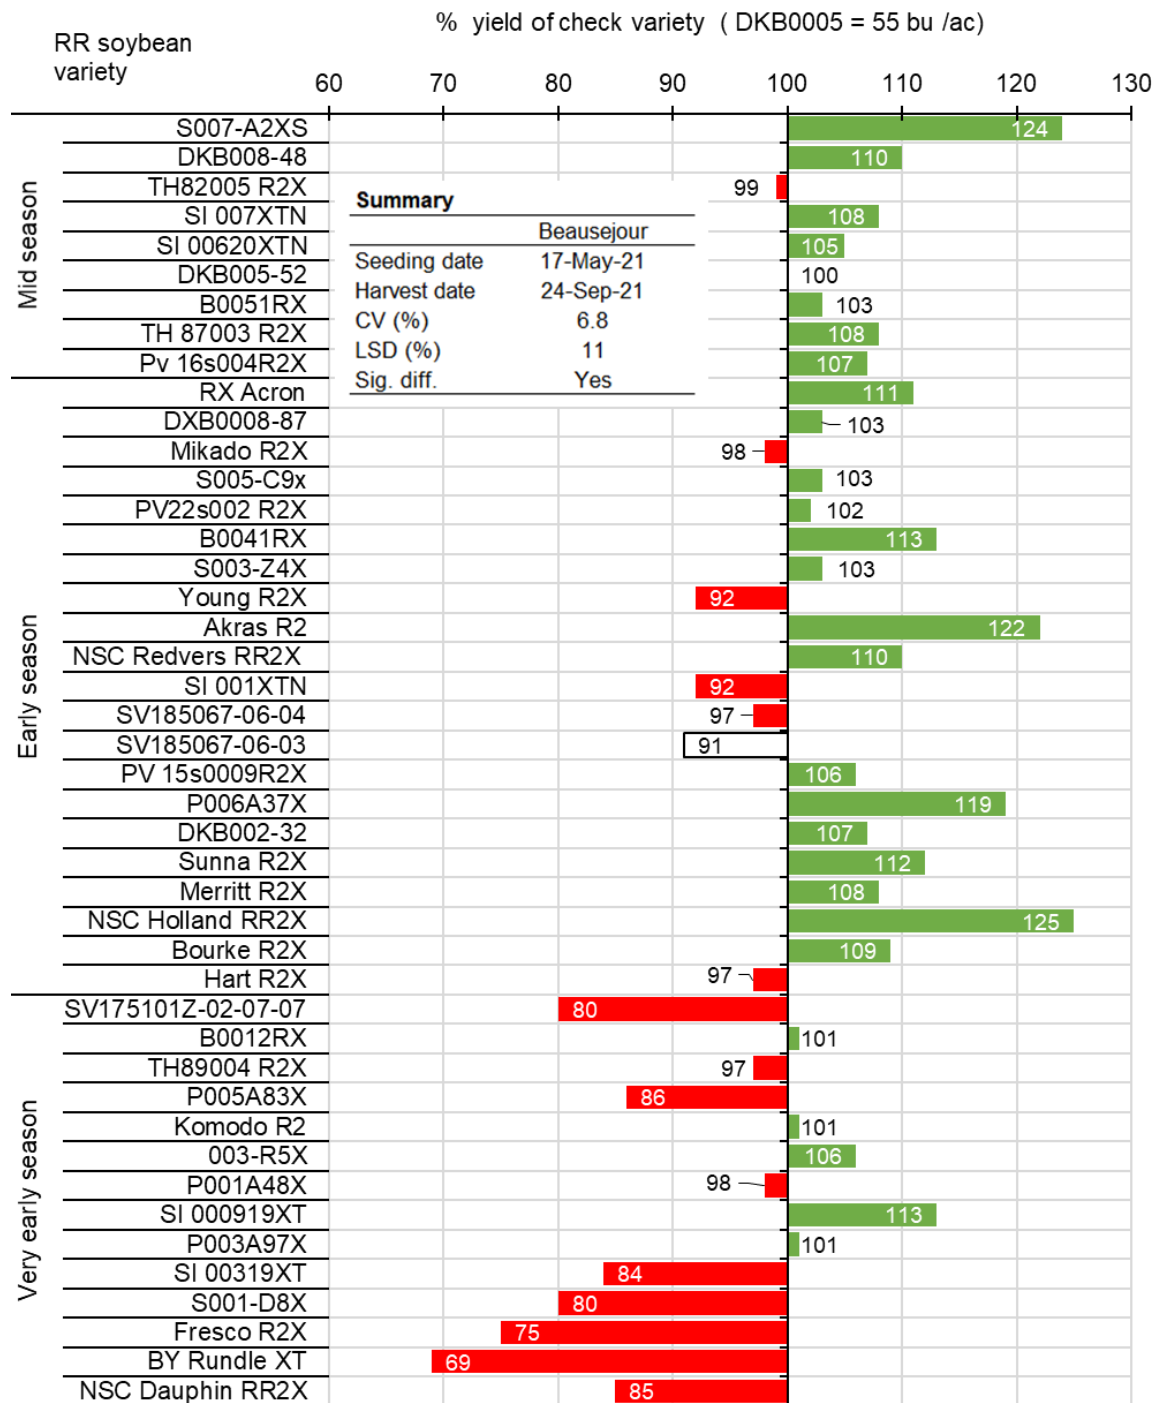 % yield of check variety ( DKB0005 = 55 bu /ac)
RR soybean
variety
60 70 80 90 100 110 120 130
Mid season
S007-A2XS 124
DKB008-48 110
TH82005 R2X 99
SI 007XTN 108
SI 00620XTN 105
DKB005-52 100
B0051RX 103
TH 87003 R2X 108
Pv 16s004R2X 107
Summary
Beausejour
Seeding date 17-May-21
Harvest date 24-Sep-21
CV (%) 6.8
LSD (%) 11
Sig. diff. Yes
Early season
RX Acron 111
DXB0008-87 103
Mikado R2X 98
S005-C9x 103
PV22s002 R2X 102
B0041RX 113
S003-Z4X 103
Young R2X 92
Akras R2 122
NSC Redvers RR2X 110
SI 001XTN 92
SV185067-06-04 97
SV185067-06-03 91
PV 15s0009R2X 106
P006A37X 119
DKB002-32 107
Sunna R2X 112
Merritt R2X 108
NSC Holland RR2X 125
Bourke R2X 109
Hart R2X 97
Very early season
SV175101Z-02-07-07 80
B0012RX 101
TH89004 R2X 97
P005A83X 86
Komodo R2 101
003-R5X 106
P001A48X 98
SI 000919XT 113
P003A97X 101
SI 00319XT 84
S001-D8X 80
Fresco R2X 75
BY Rundle XT 69
NSC Dauphin RR2X 85